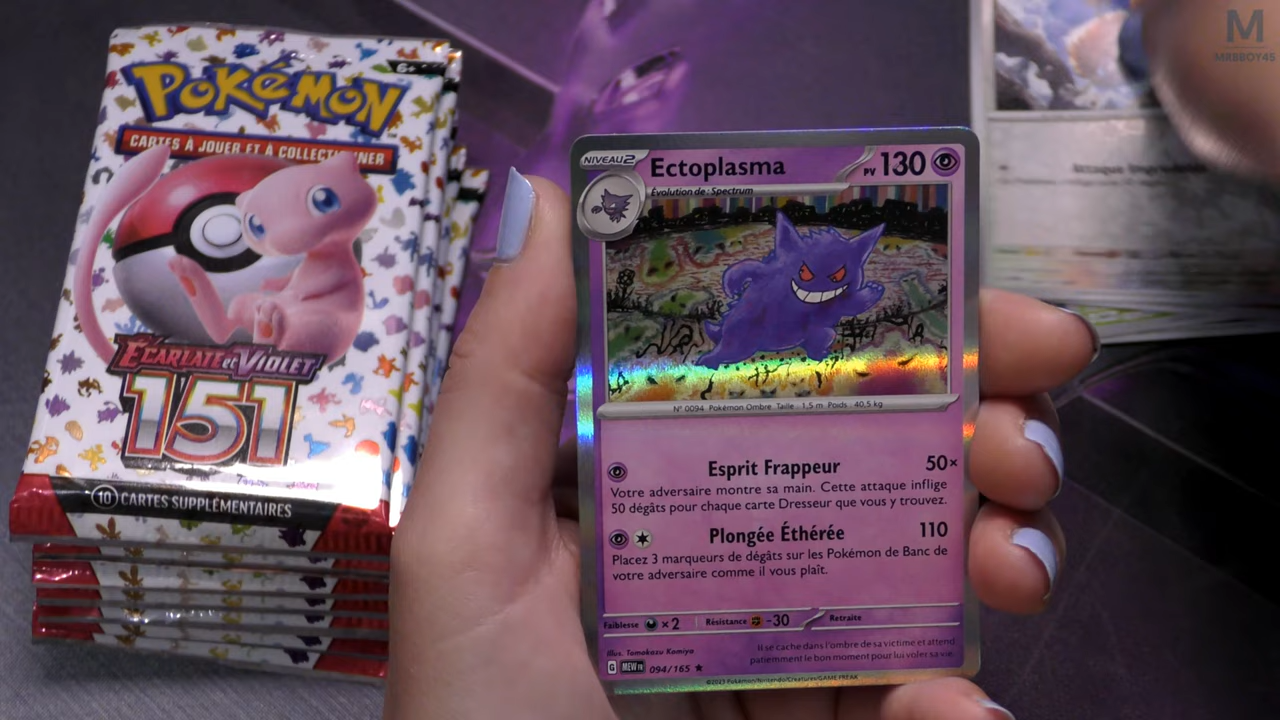 Pokémon
6+
CARTES À JOUER ET À COLLECTIONNER
ÉCARLATE ET VIOLET
151
10 CARTES SUPPLÉMENTAIRES
NIVEAU 2
Ectoplasma
PV 130
Évolution de : Spectrum
N° 0094 Pokémon Ombre Taille : 1,5 m Poids : 40,5 kg
Esprit Frappeur 50×
Votre adversaire montre sa main. Cette attaque inflige
50 dégâts pour chaque carte Dresseur que vous y trouvez.
Plongée Éthérée 110
Placez 3 marqueurs de dégâts sur les Pokémon de Banc de
votre adversaire comme il vous plaît.
Faiblesse ×2 Résistance -30 Retraite
Illus. Tomokazu Komiya
Il se cache dans l'ombre de sa victime et attend
patiemment le bon moment pour lui voler sa vie.
G MEW FR 094/165 ★
©2023 Pokémon/Nintendo/Creatures/GAME FREAK
M
MRBBOY45